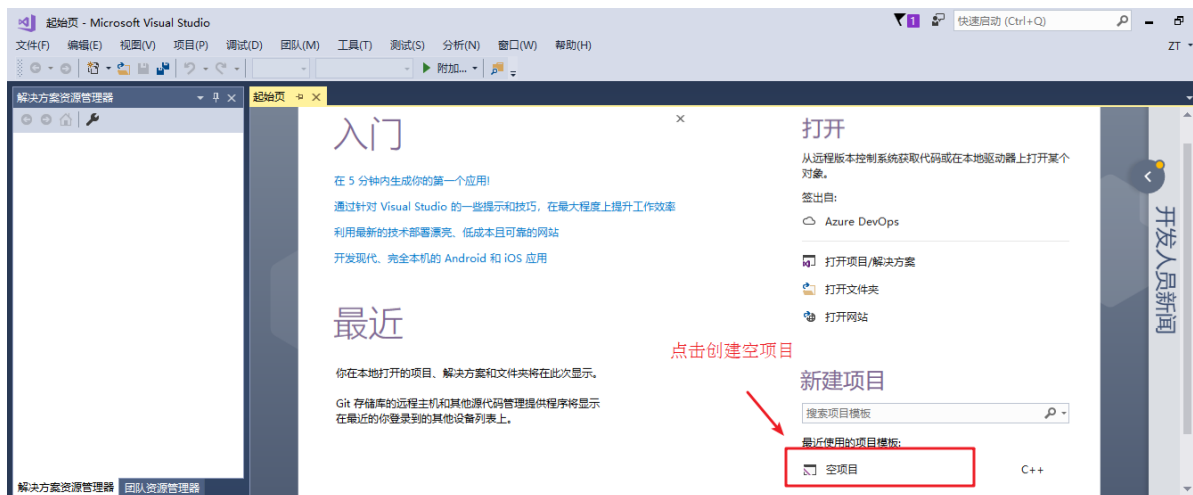 起始页 - Microsoft Visual Studio
1
快速启动 (Ctrl+Q)
文件(F) 编辑(E) 视图(V) 项目(P) 调试(D) 团队(M) 工具(T) 测试(S) 分析(N) 窗口(W) 帮助(H)
ZT
附加...
解决方案资源管理器
起始页
入门
在 5 分钟内生成你的第一个应用!
通过针对 Visual Studio 的一些提示和技巧，在最大程度上提升工作效率
利用最新的技术部署漂亮、低成本且可靠的网站
开发现代、完全本机的 Android 和 iOS 应用
最近
你在本地打开的项目、解决方案和文件夹将在此次显示。
Git 存储库的远程主机和其他源代码管理提供程序将显示
在最近的你登录到的其他设备列表上。
打开
从远程版本控制系统获取代码或在本地驱动器上打开某个
对象。
签出自:
Azure DevOps
打开项目/解决方案
打开文件夹
打开网站
点击创建空项目
新建项目
搜索项目模板
最近使用的项目模板:
空项目 C++
开发人员新闻
解决方案资源管理器 团队资源管理器